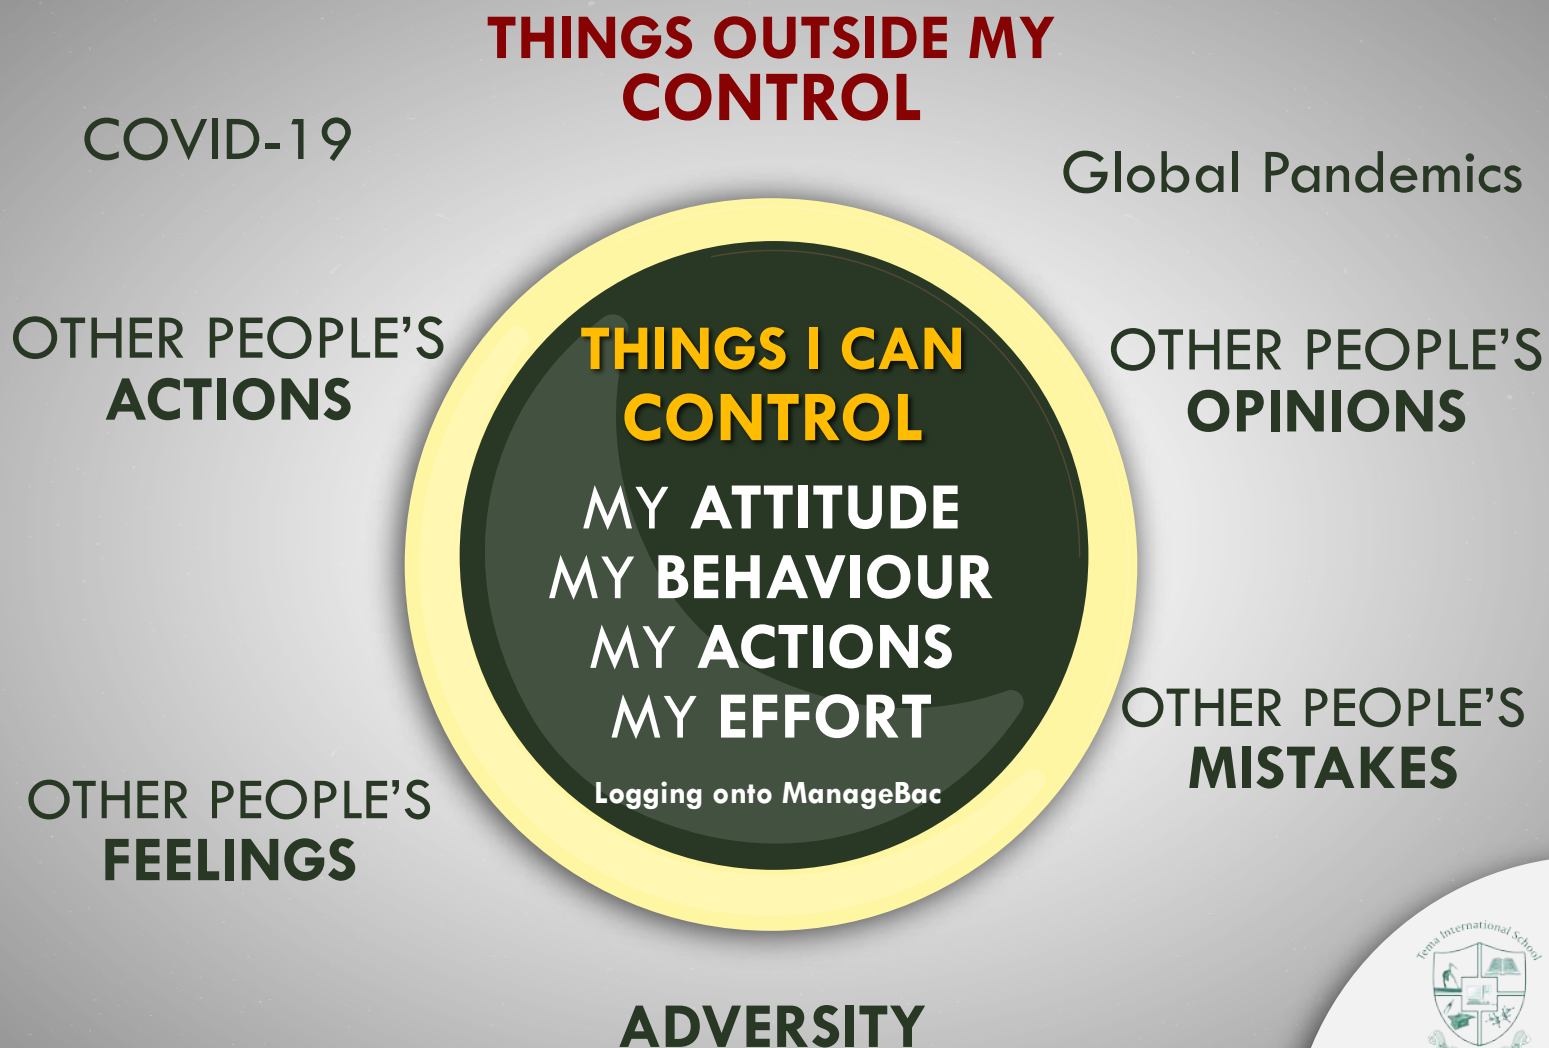 THINGS OUTSIDE MY
CONTROL
COVID-19
Global Pandemics
OTHER PEOPLE’S
ACTIONS
THINGS I CAN
CONTROL
MY ATTITUDE
MY BEHAVIOUR
MY ACTIONS
MY EFFORT
Logging onto ManageBac
OTHER PEOPLE’S
OPINIONS
OTHER PEOPLE’S
MISTAKES
OTHER PEOPLE’S
FEELINGS
ADVERSITY
Tema International School